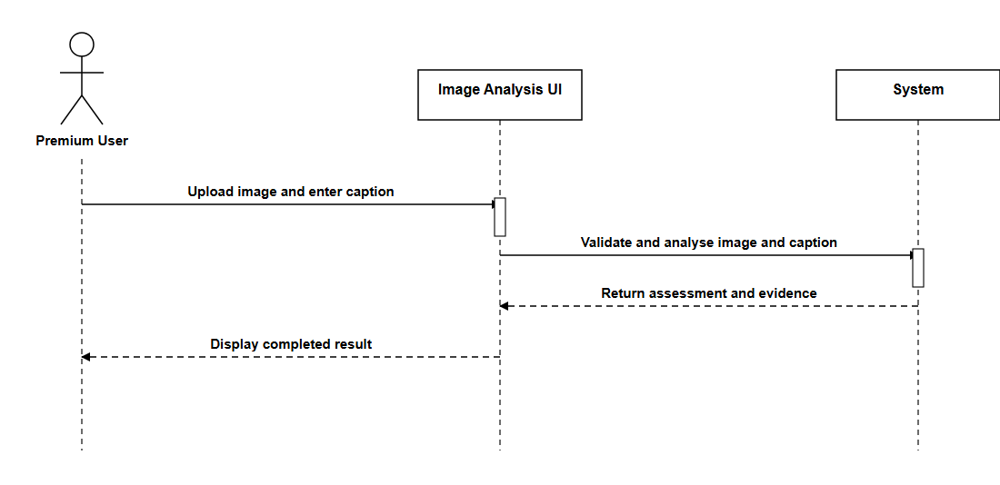 Premium User
Image Analysis UI
System
Upload image and enter caption
Validate and analyse image and caption
Return assessment and evidence
Display completed result